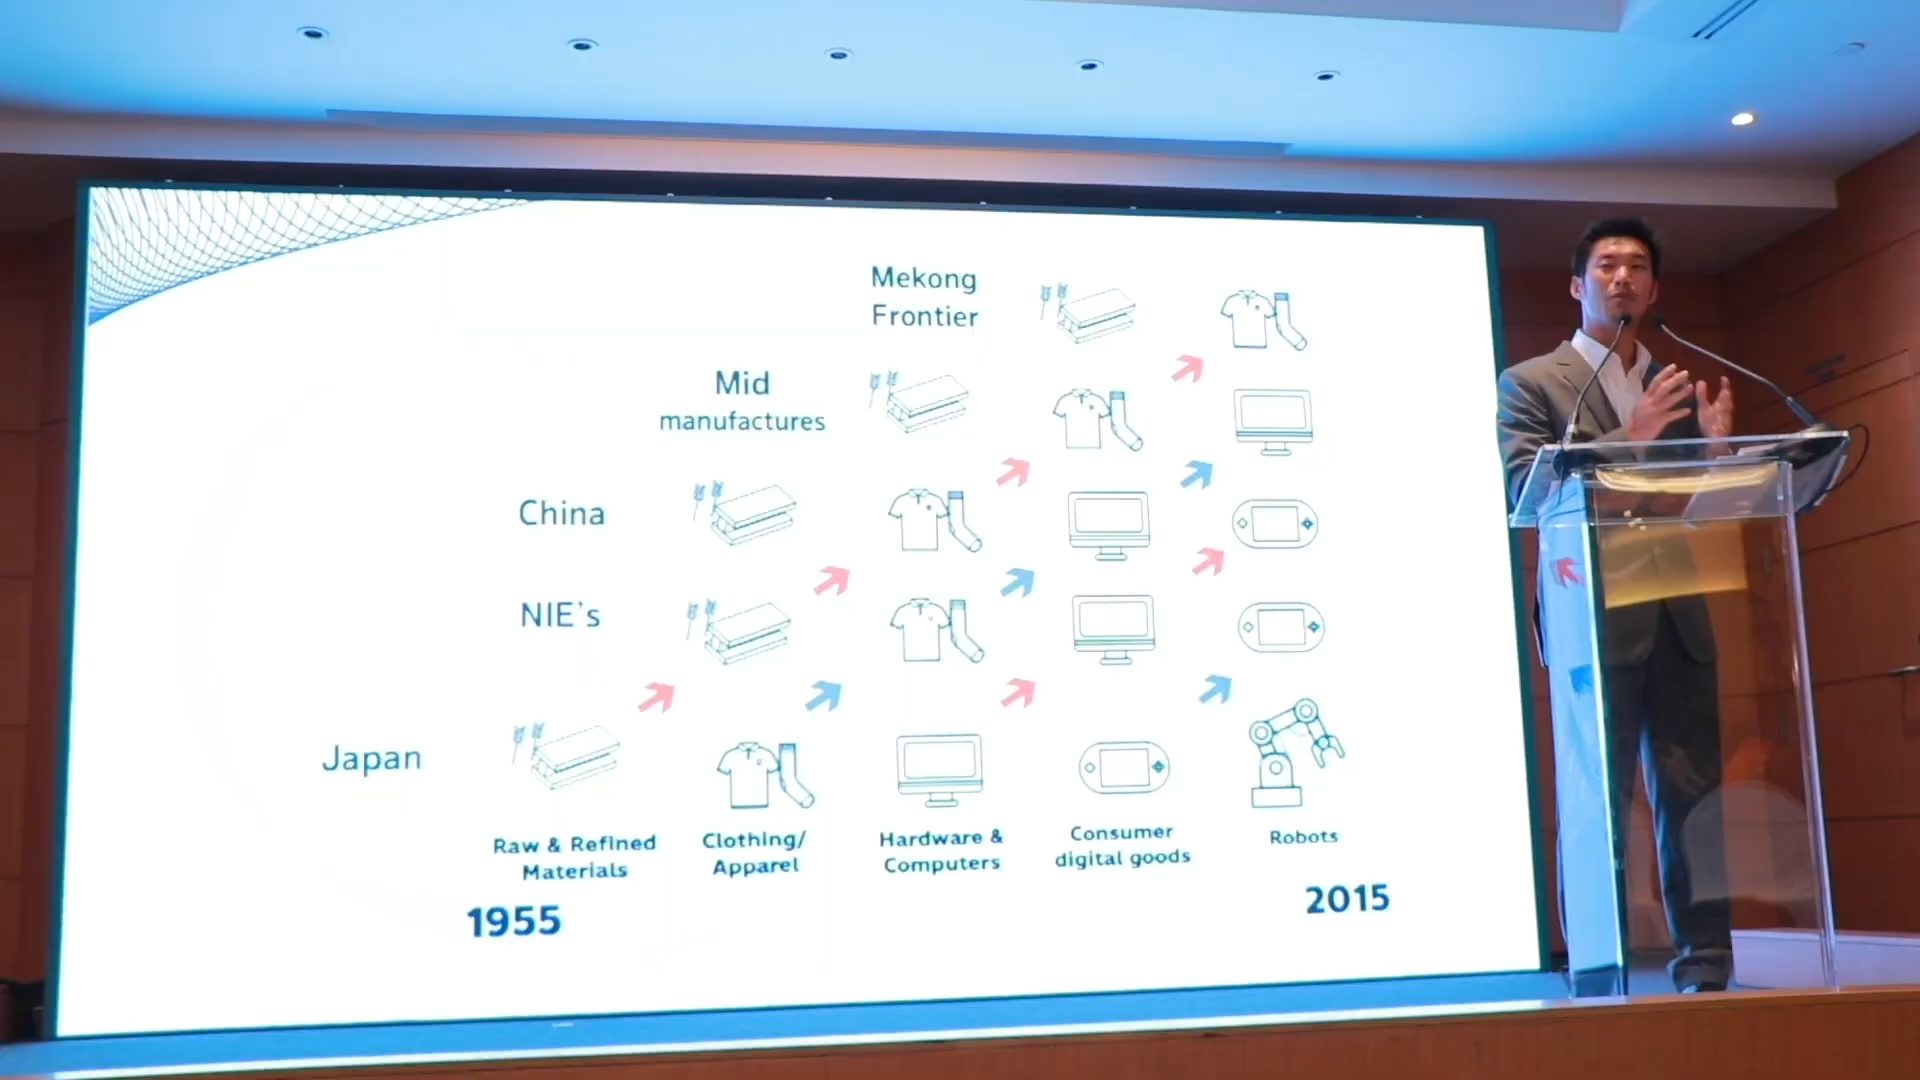 Mekong
Frontier
Mid
manufactures
China
NIE's
Japan
Raw & Refined
Materials
Clothing/
Apparel
Hardware &
Computers
Consumer
digital goods
Robots
1955
2015